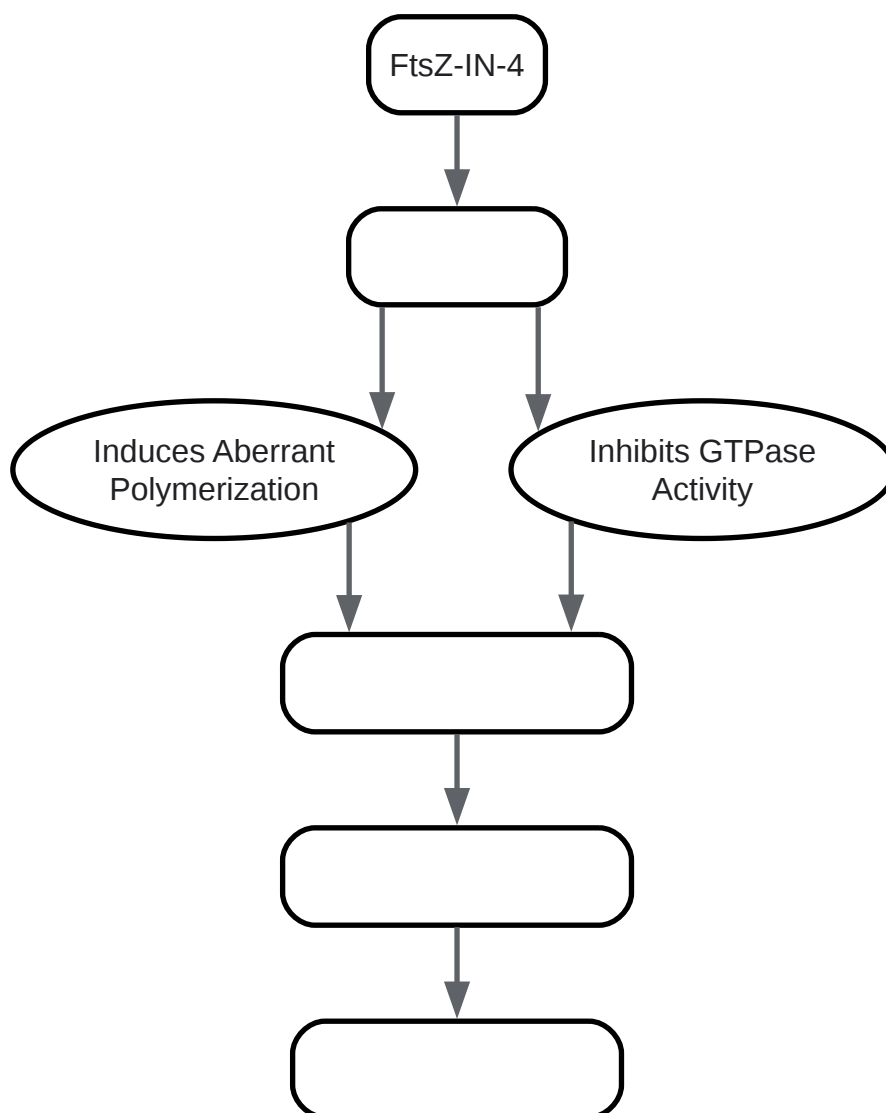 FtsZ-IN-4
Induces Aberrant
Polymerization
Inhibits GTPase
Activity